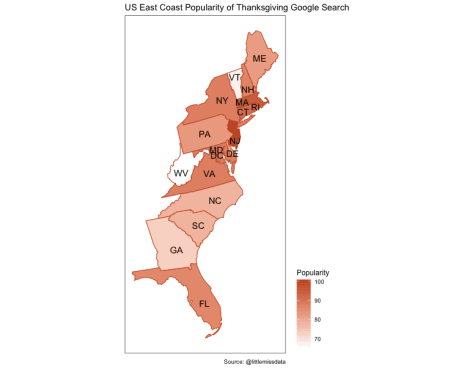 US East Coast Popularity of Thanksgiving Google Search
ME
VT
NH
NY
MA
CT RI
PA
NJ
MD
DC DE
WV
VA
NC
SC
GA
FL
Popularity
100
90
80
70
Source: @littlemissdata